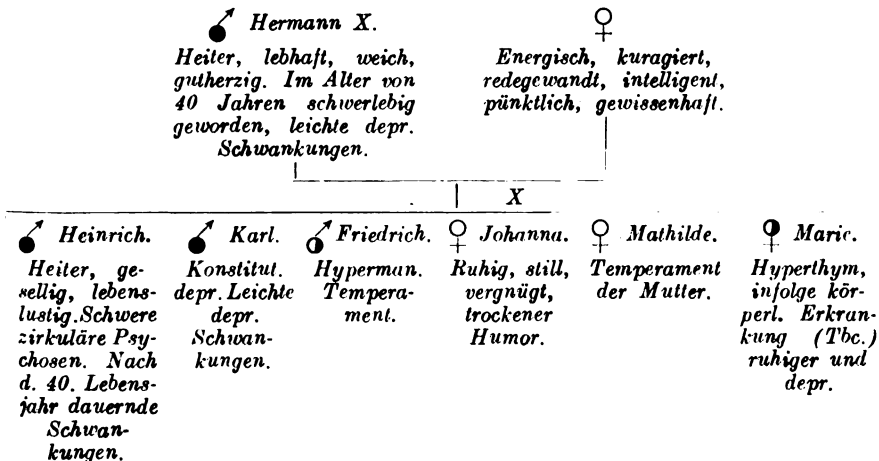 Hermann X.
Heiter, lebhaft, weich,
gutherzig. Im Alter von
40 Jahren schwerlebig
geworden, leichte depr.
Schwankungen.
Energisch, kuragiert,
redegewandt, intelligent,
pünktlich, gewissenhaft.
X
Heinrich.
Heiter, ge-
sellig, lebens-
lustig. Schwere
zirkuläre Psy-
chosen. Nach
d. 40. Lebens-
jahr dauernde
Schwan-
kungen.
Karl.
Konstitut.
depr. Leichte
depr.
Schwan-
kungen.
Friedrich.
Hyperman.
Tempera-
ment.
Johanna.
Ruhig, still,
vergnügt,
trockener
Humor.
Mathilde.
Temperament
der Mutter.
Marie.
Hyperthym,
infolge kör-
perl. Erkran-
kung (Tbc.)
ruhiger und
depr.